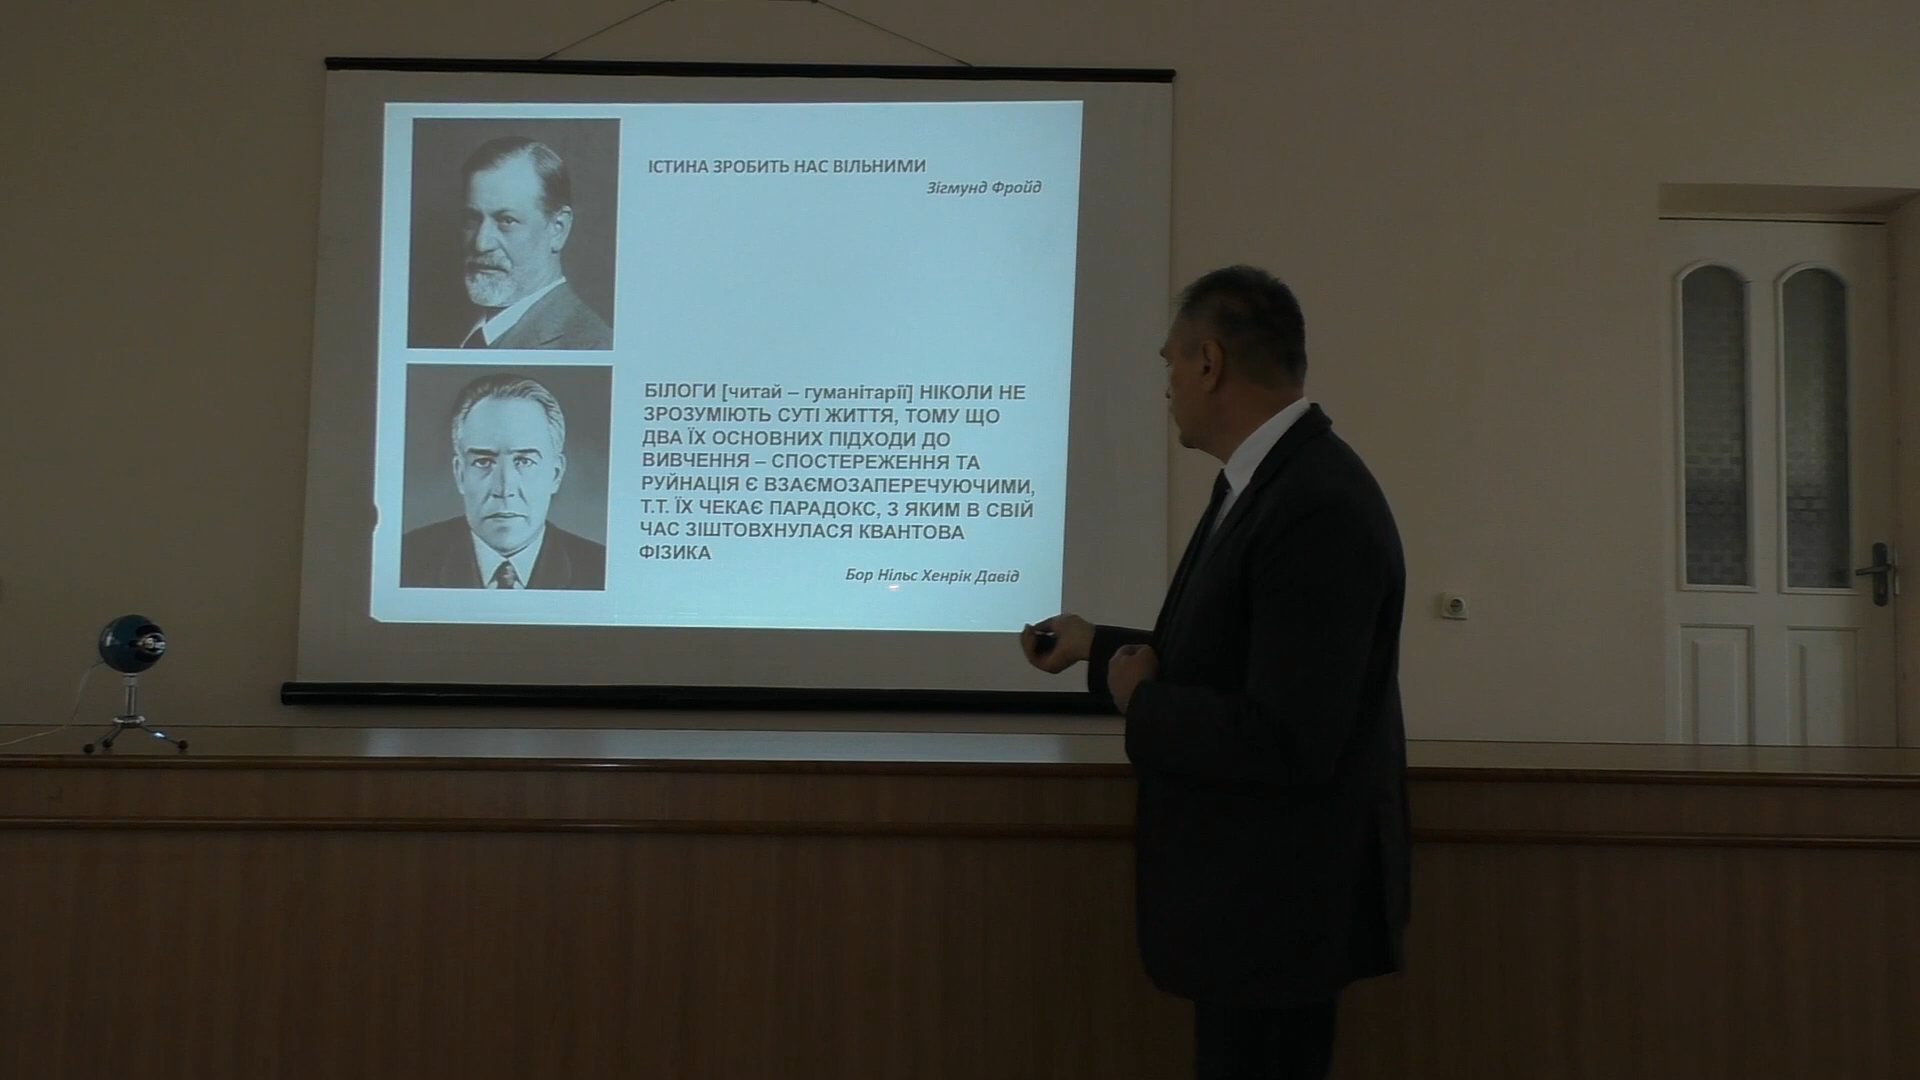 ІСТИНА ЗРОБИТЬ НАС ВІЛЬНИМИ
Зігмунд Фройд
БІЛОГИ [читай – гуманітарії] НІКОЛИ НЕ
ЗРОЗУМІЮТЬ СУТІ ЖИТТЯ, ТОМУ ЩО
ДВА ЇХ ОСНОВНИХ ПІДХОДИ ДО
ВИВЧЕННЯ – СПОСТЕРЕЖЕННЯ ТА
РУЙНАЦІЯ Є ВЗАЄМОЗАПЕРЕЧУЮЧИМИ,
Т.Т. ЇХ ЧЕКАЄ ПАРАДОКС, З ЯКИМ В СВІЙ
ЧАС ЗІШТОВХНУЛАСЯ КВАНТОВА
ФІЗИКА
Бор Нільс Хенрік Давід